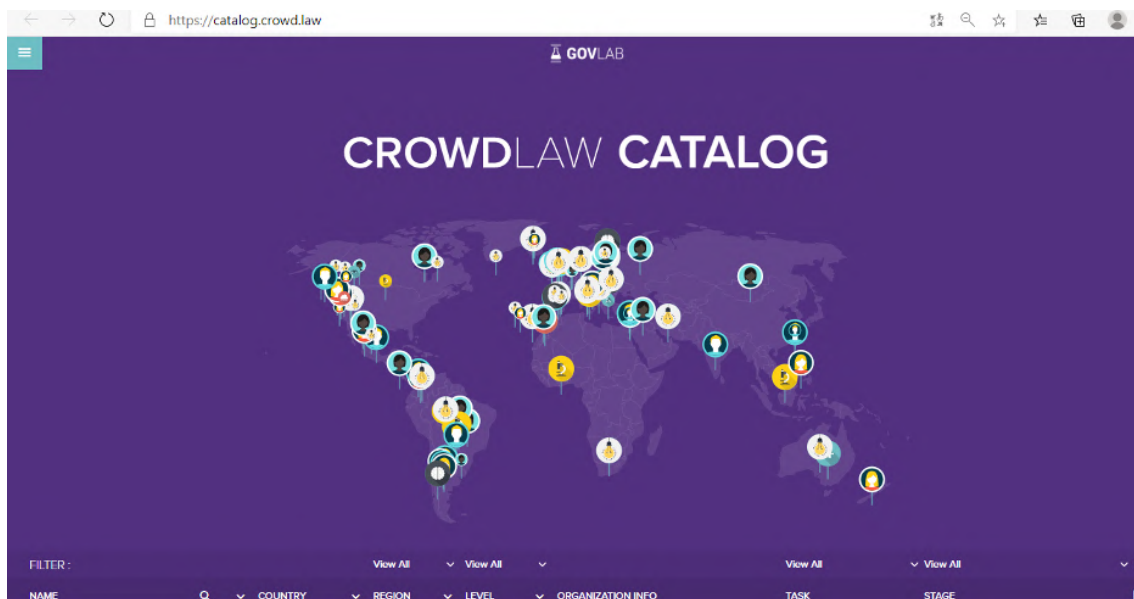 https://catalog.crowd.law
GOVLAB
CROWDLAW CATALOG
FILTER :
View All
View All
View All
View All
NAME
COUNTRY
REGION
LEVEL
ORGANIZATION INFO
TASK
STAGE